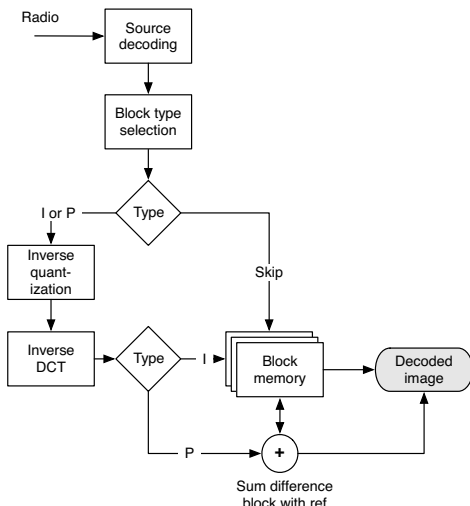 Radio
Source
decoding
Block type
selection
Type
I or P
Inverse
quant-
ization
Skip
Inverse
DCT
Type
I
Block
memory
Decoded
image
P
+
Sum difference
block with ref